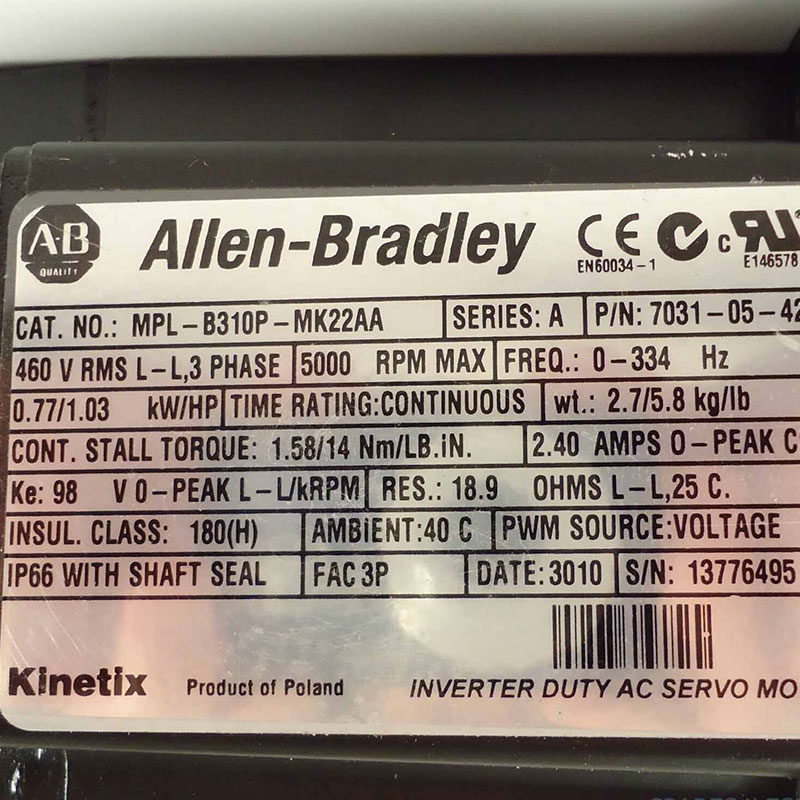 A-B
QUALITY
Allen-Bradley
CE
EN60034-1
c
E146578
CAT. NO.: MPL-B310P-MK22AA SERIES: A P/N: 7031-05-42
460 V RMS L-L,3 PHASE 5000 RPM MAX FREQ.: 0-334 Hz
0.77/1.03 kW/HP TIME RATING:CONTINUOUS wt.: 2.7/5.8 kg/lb
CONT. STALL TORQUE: 1.58/14 Nm/LB.iN. 2.40 AMPS 0-PEAK C
Ke: 98 V 0-PEAK L-L/kRPM RES.: 18.9 OHMS L-L,25 C.
INSUL. CLASS: 180(H) AMBiENT:40 C PWM SOURCE:VOLTAGE
IP66 WITH SHAFT SEAL FAC 3P DATE:3010 S/N: 13776495
Kinetix Product of Poland INVERTER DUTY AC SERVO MO